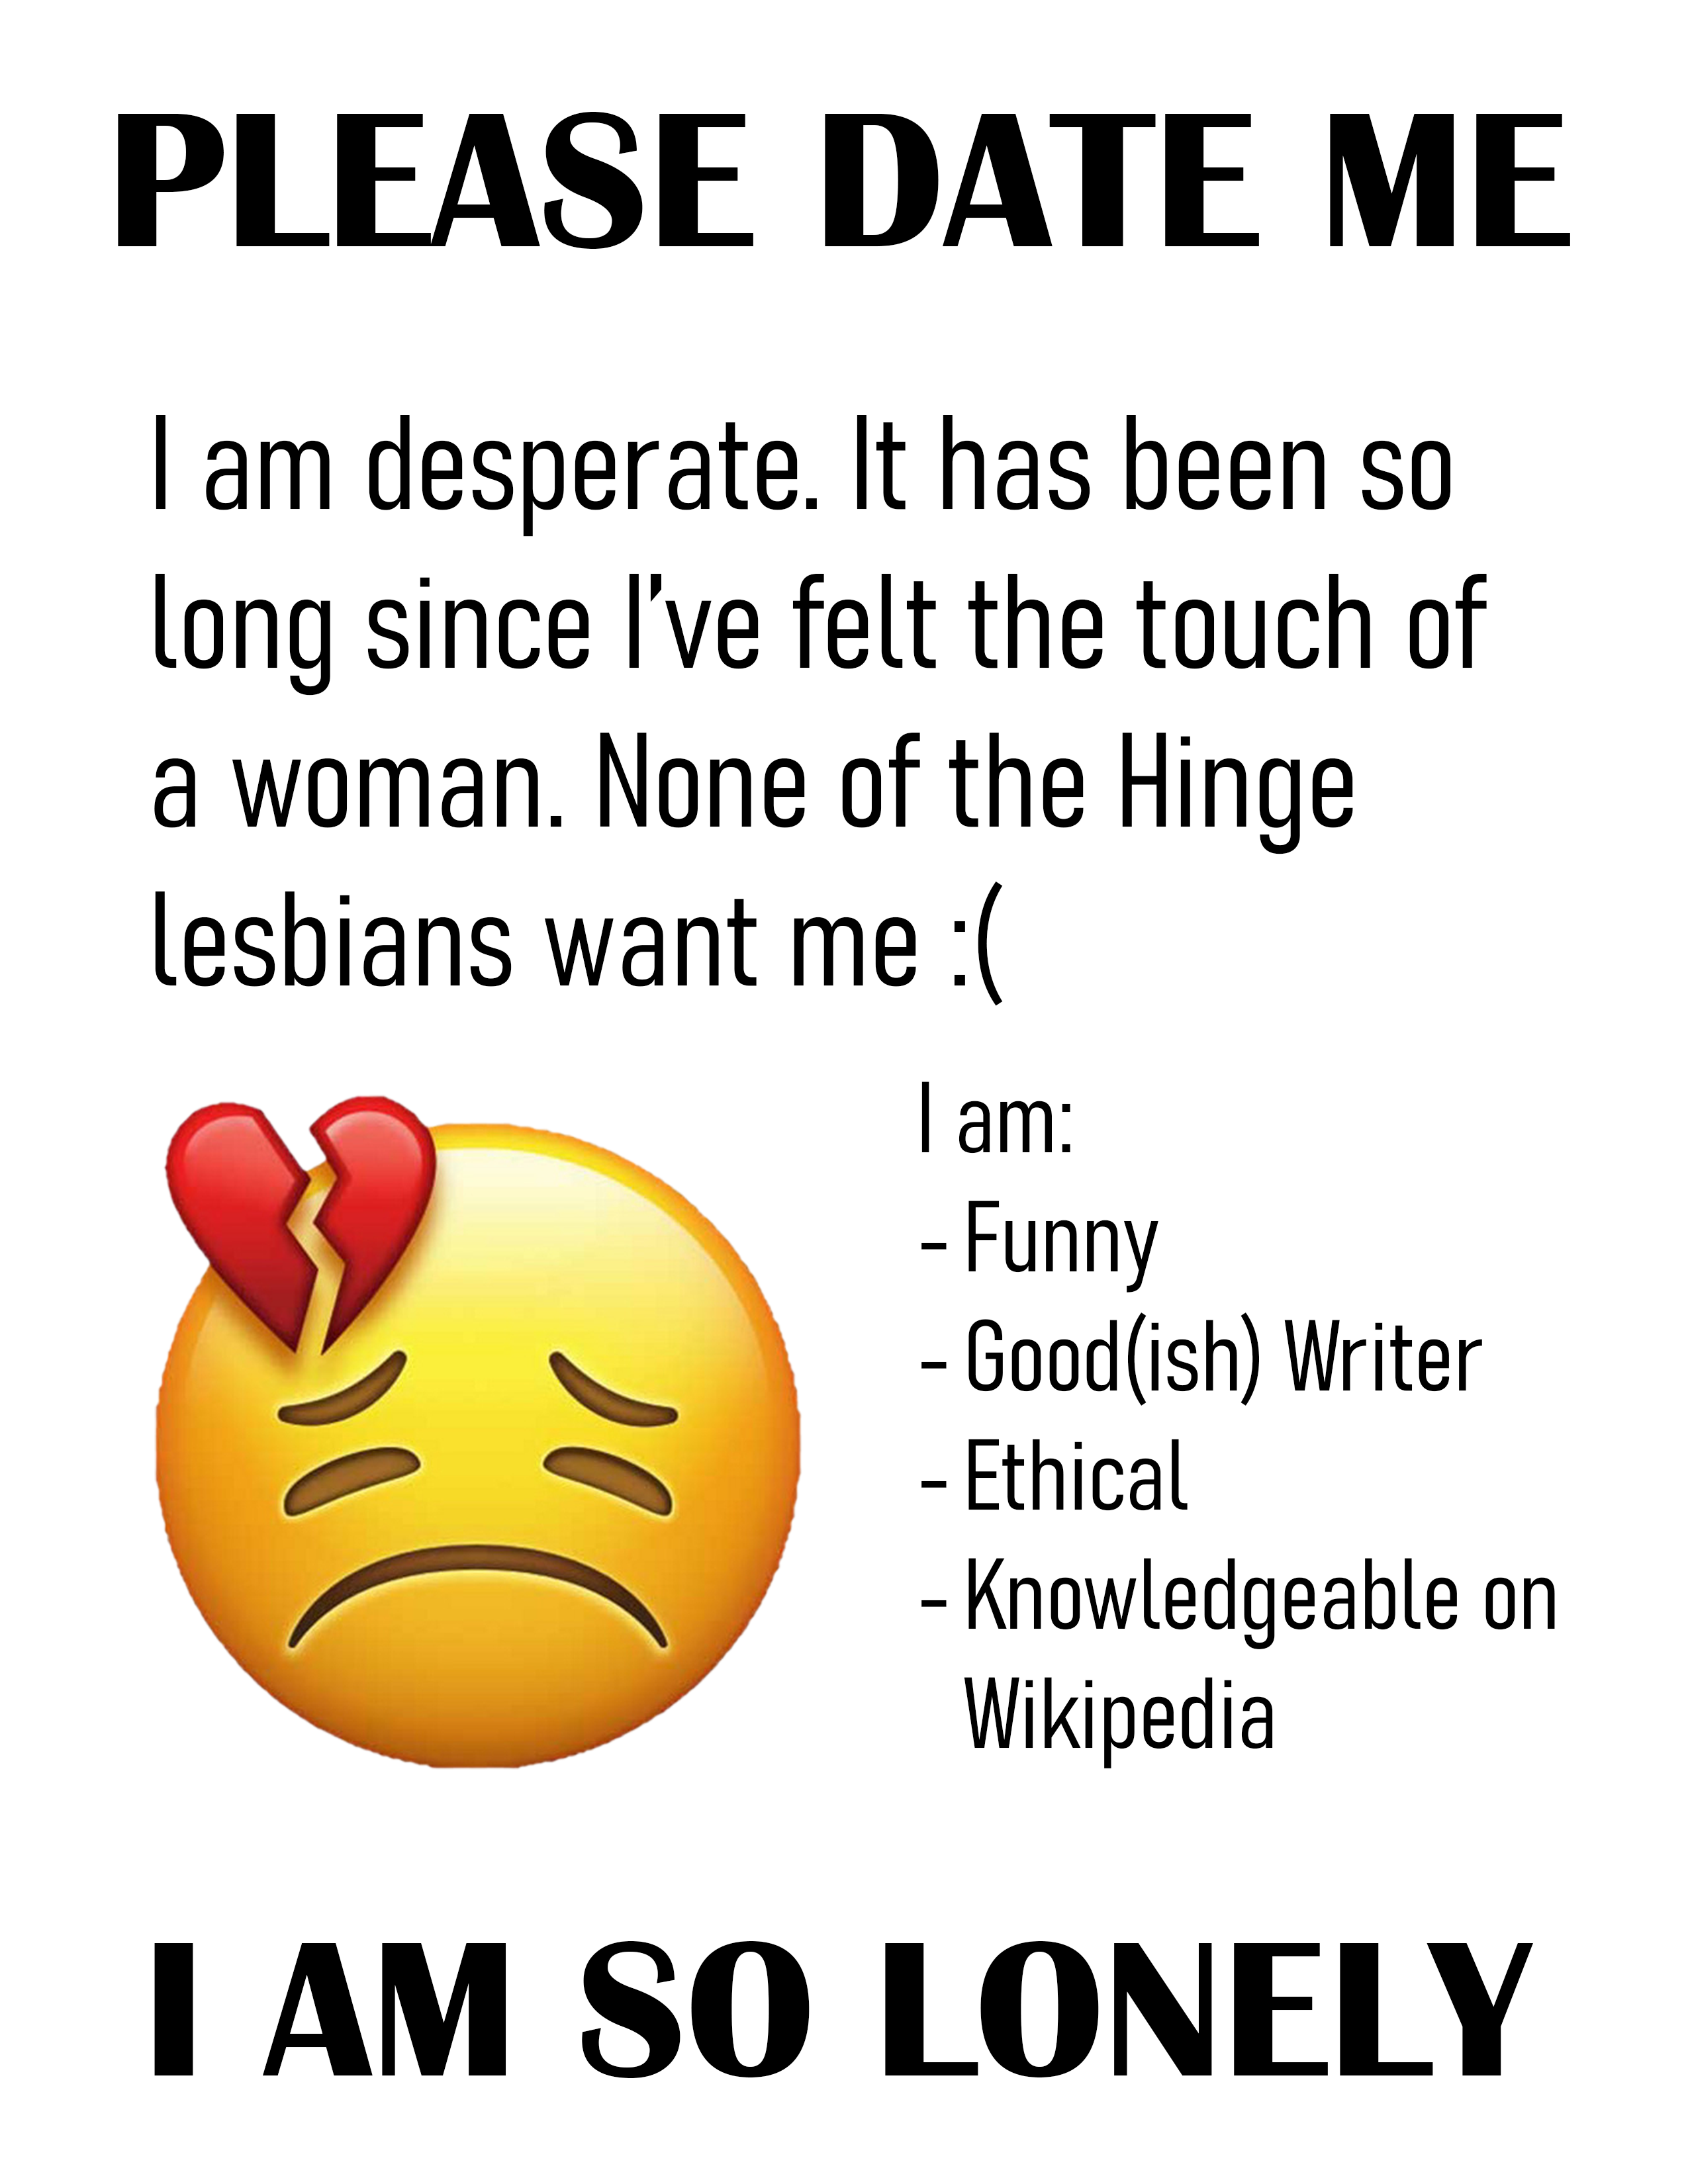 PLEASE DATE ME
I am desperate. It has been so
long since I’ve felt the touch of
a woman. None of the Hinge
lesbians want me :(
I am:
- Funny
- Good(ish) Writer
- Ethical
- Knowledgeable on
Wikipedia
I AM SO LONELY